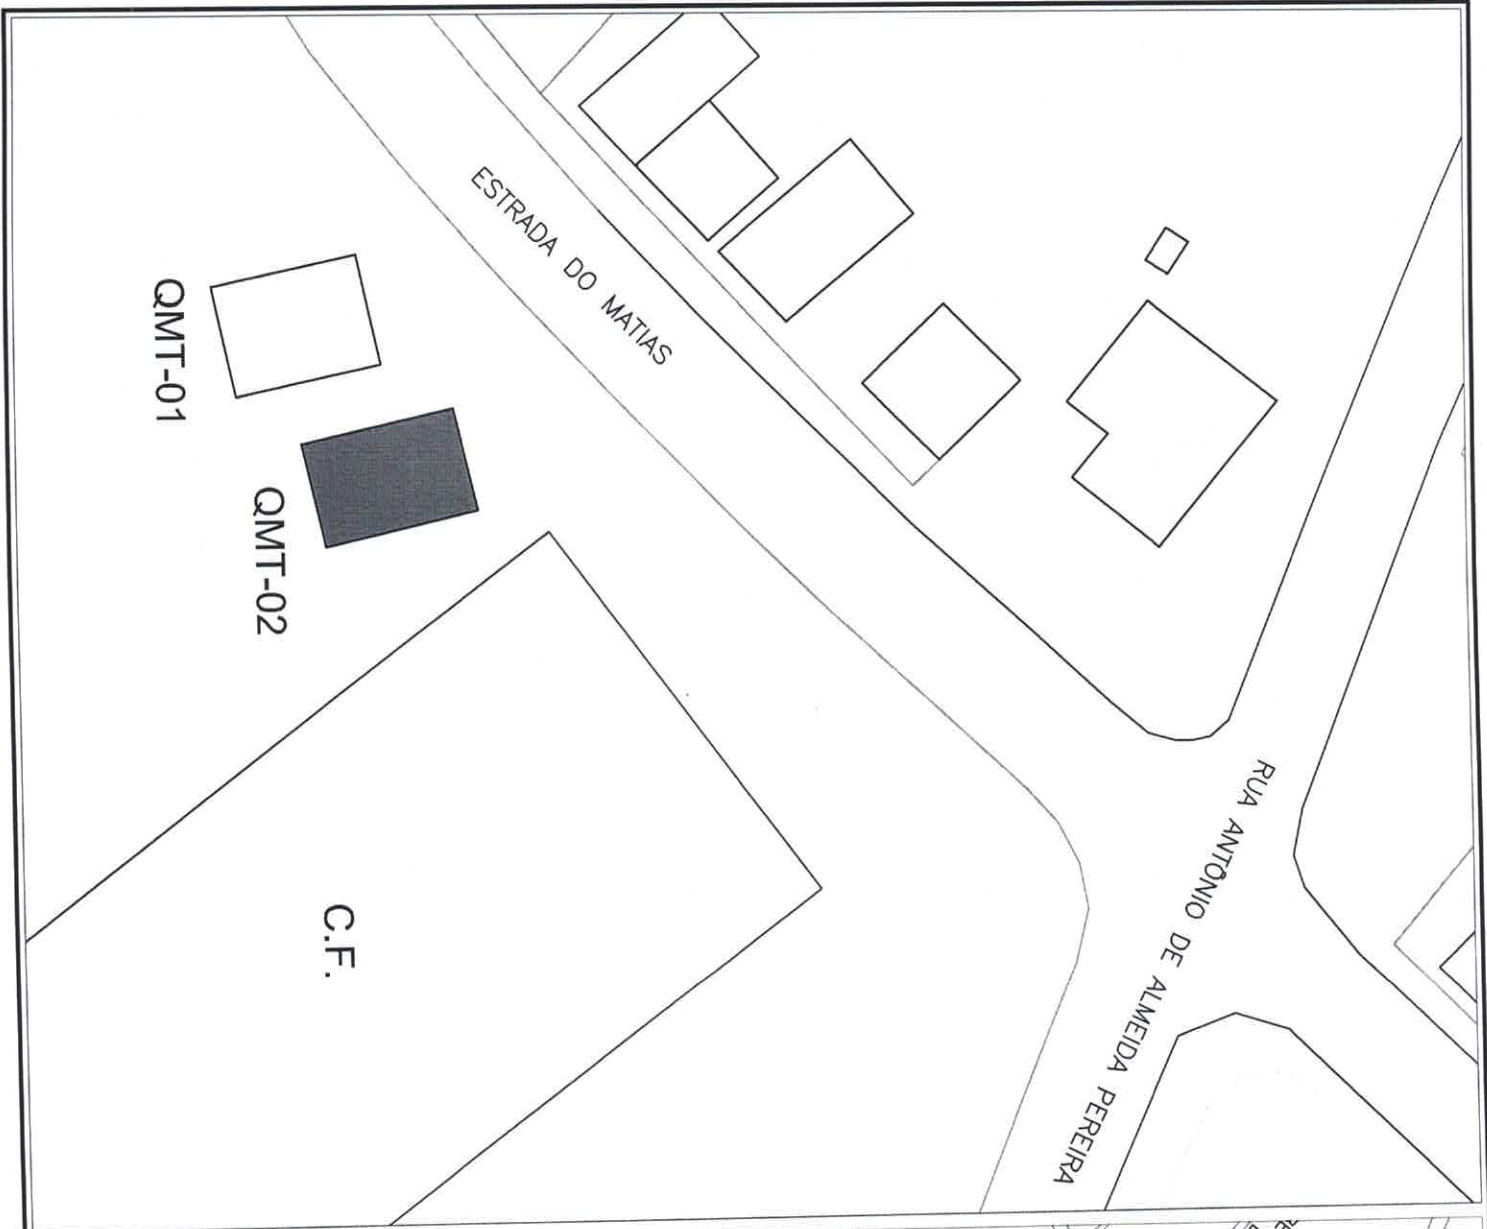 ESTRADA DO MATIAS
RUA ANTÔNIO DE ALMEIDA PEREIRA
QMT-01
QMT-02
C.F.